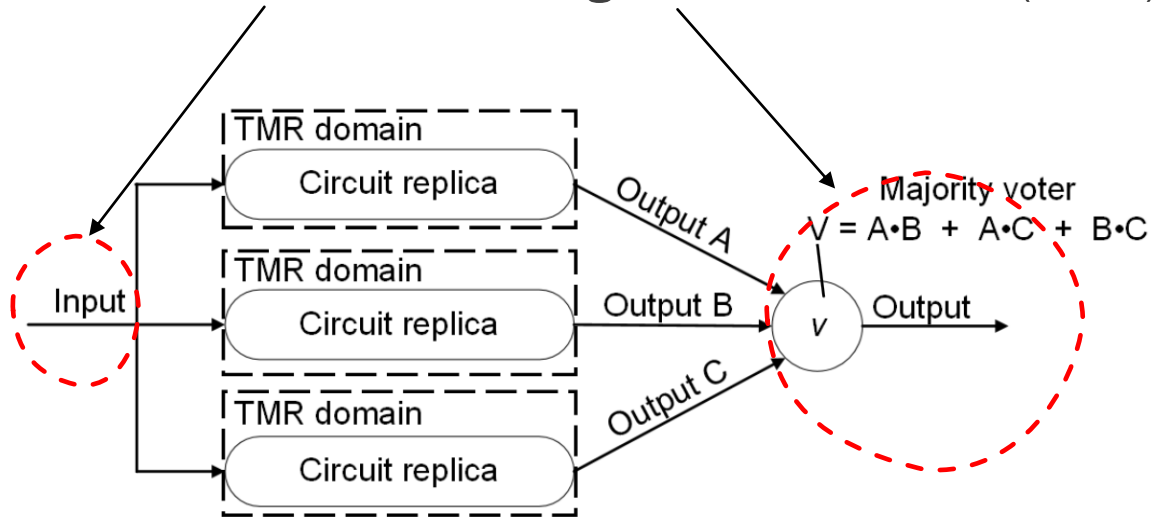 TMR domain
Circuit replica
Output A
Majority voter
V = A•B + A•C + B•C
TMR domain
Input
Circuit replica
Output B
v
Output
TMR domain
Circuit replica
Output C